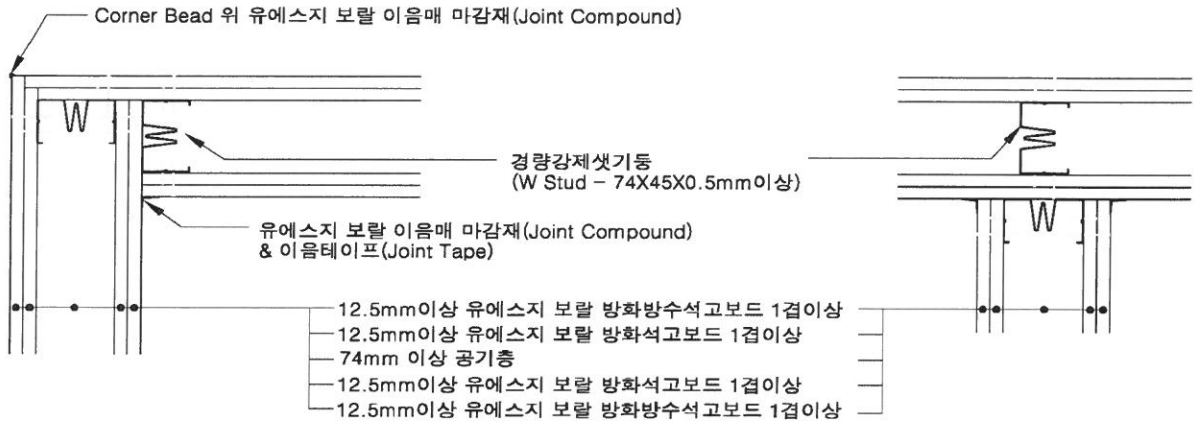 Corner Bead 위 유에스지 보랄 이음매 마감재(Joint Compound)
경량강제샛기둥
(W Stud - 74X45X0.5mm이상)
유에스지 보랄 이음매 마감재(Joint Compound)
& 이음테이프(Joint Tape)
12.5mm이상 유에스지 보랄 방화방수석고보드 1겹이상
12.5mm이상 유에스지 보랄 방화석고보드 1겹이상
74mm 이상 공기층
12.5mm이상 유에스지 보랄 방화석고보드 1겹이상
12.5mm이상 유에스지 보랄 방화방수석고보드 1겹이상